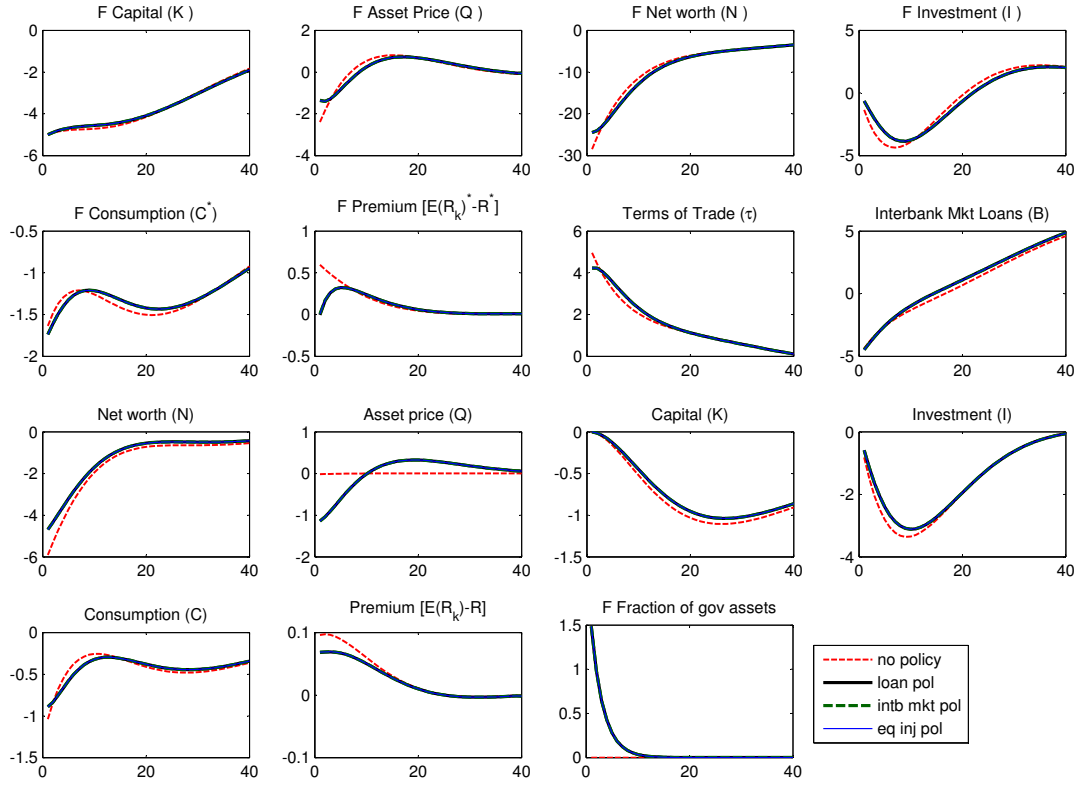 F Capital (K )
0
-2
-4
-6
0 20 40
F Asset Price (Q )
2
0
-2
-4
0 20 40
F Net worth (N )
0
-10
-20
-30
0 20 40
F Investment (I )
5
0
-5
0 20 40
F Consumption (C*)
-0.5
-1
-1.5
-2
0 20 40
F Premium [E(Rk)*-R*]
1
0.5
0
-0.5
0 20 40
Terms of Trade (τ)
6
4
2
0
0 20 40
Interbank Mkt Loans (B)
5
0
-5
0 20 40
Net worth (N)
0
-2
-4
-6
0 20 40
Asset price (Q)
2
1
0
-1
-2
0 20 40
Capital (K)
0
-0.5
-1
-1.5
0 20 40
Investment (I)
0
-2
-4
0 20 40
Consumption (C)
0
-0.5
-1
-1.5
0 20 40
Premium [E(Rk)-R]
0.1
0
-0.1
0 20 40
F Fraction of gov assets
1.5
1
0.5
0
0 20 40
no policy
loan pol
intb mkt pol
eq inj pol